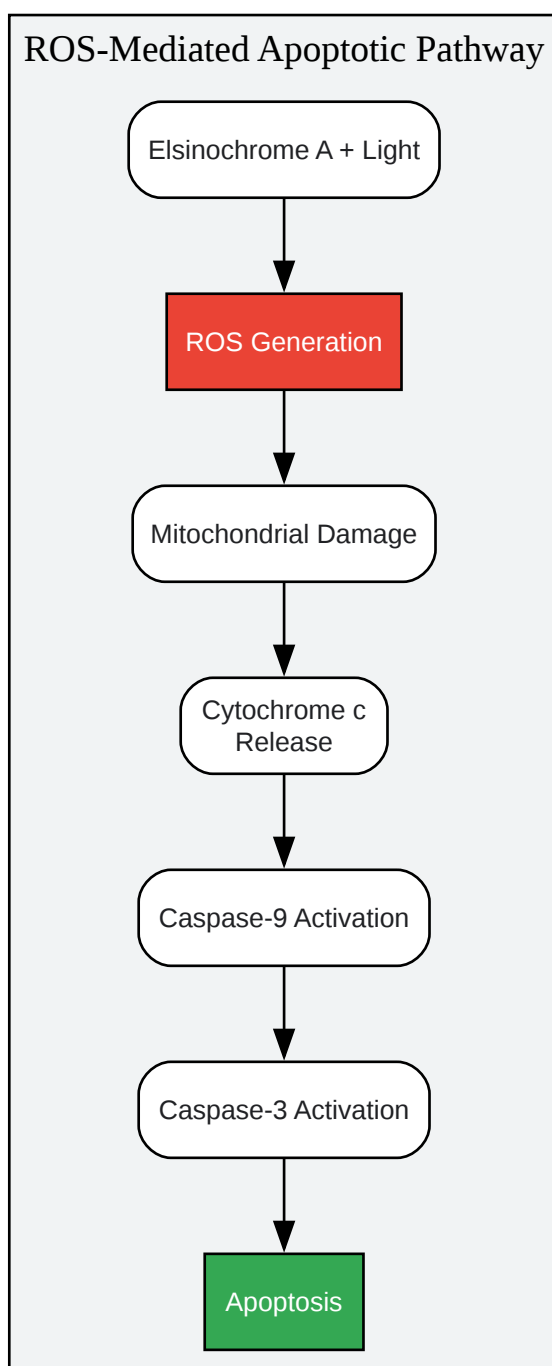 ROS-Mediated Apoptotic Pathway
Elsinochrome A + Light
ROS Generation
Mitochondrial Damage
Cytochrome c
Release
Caspase-9 Activation
Caspase-3 Activation
Apoptosis